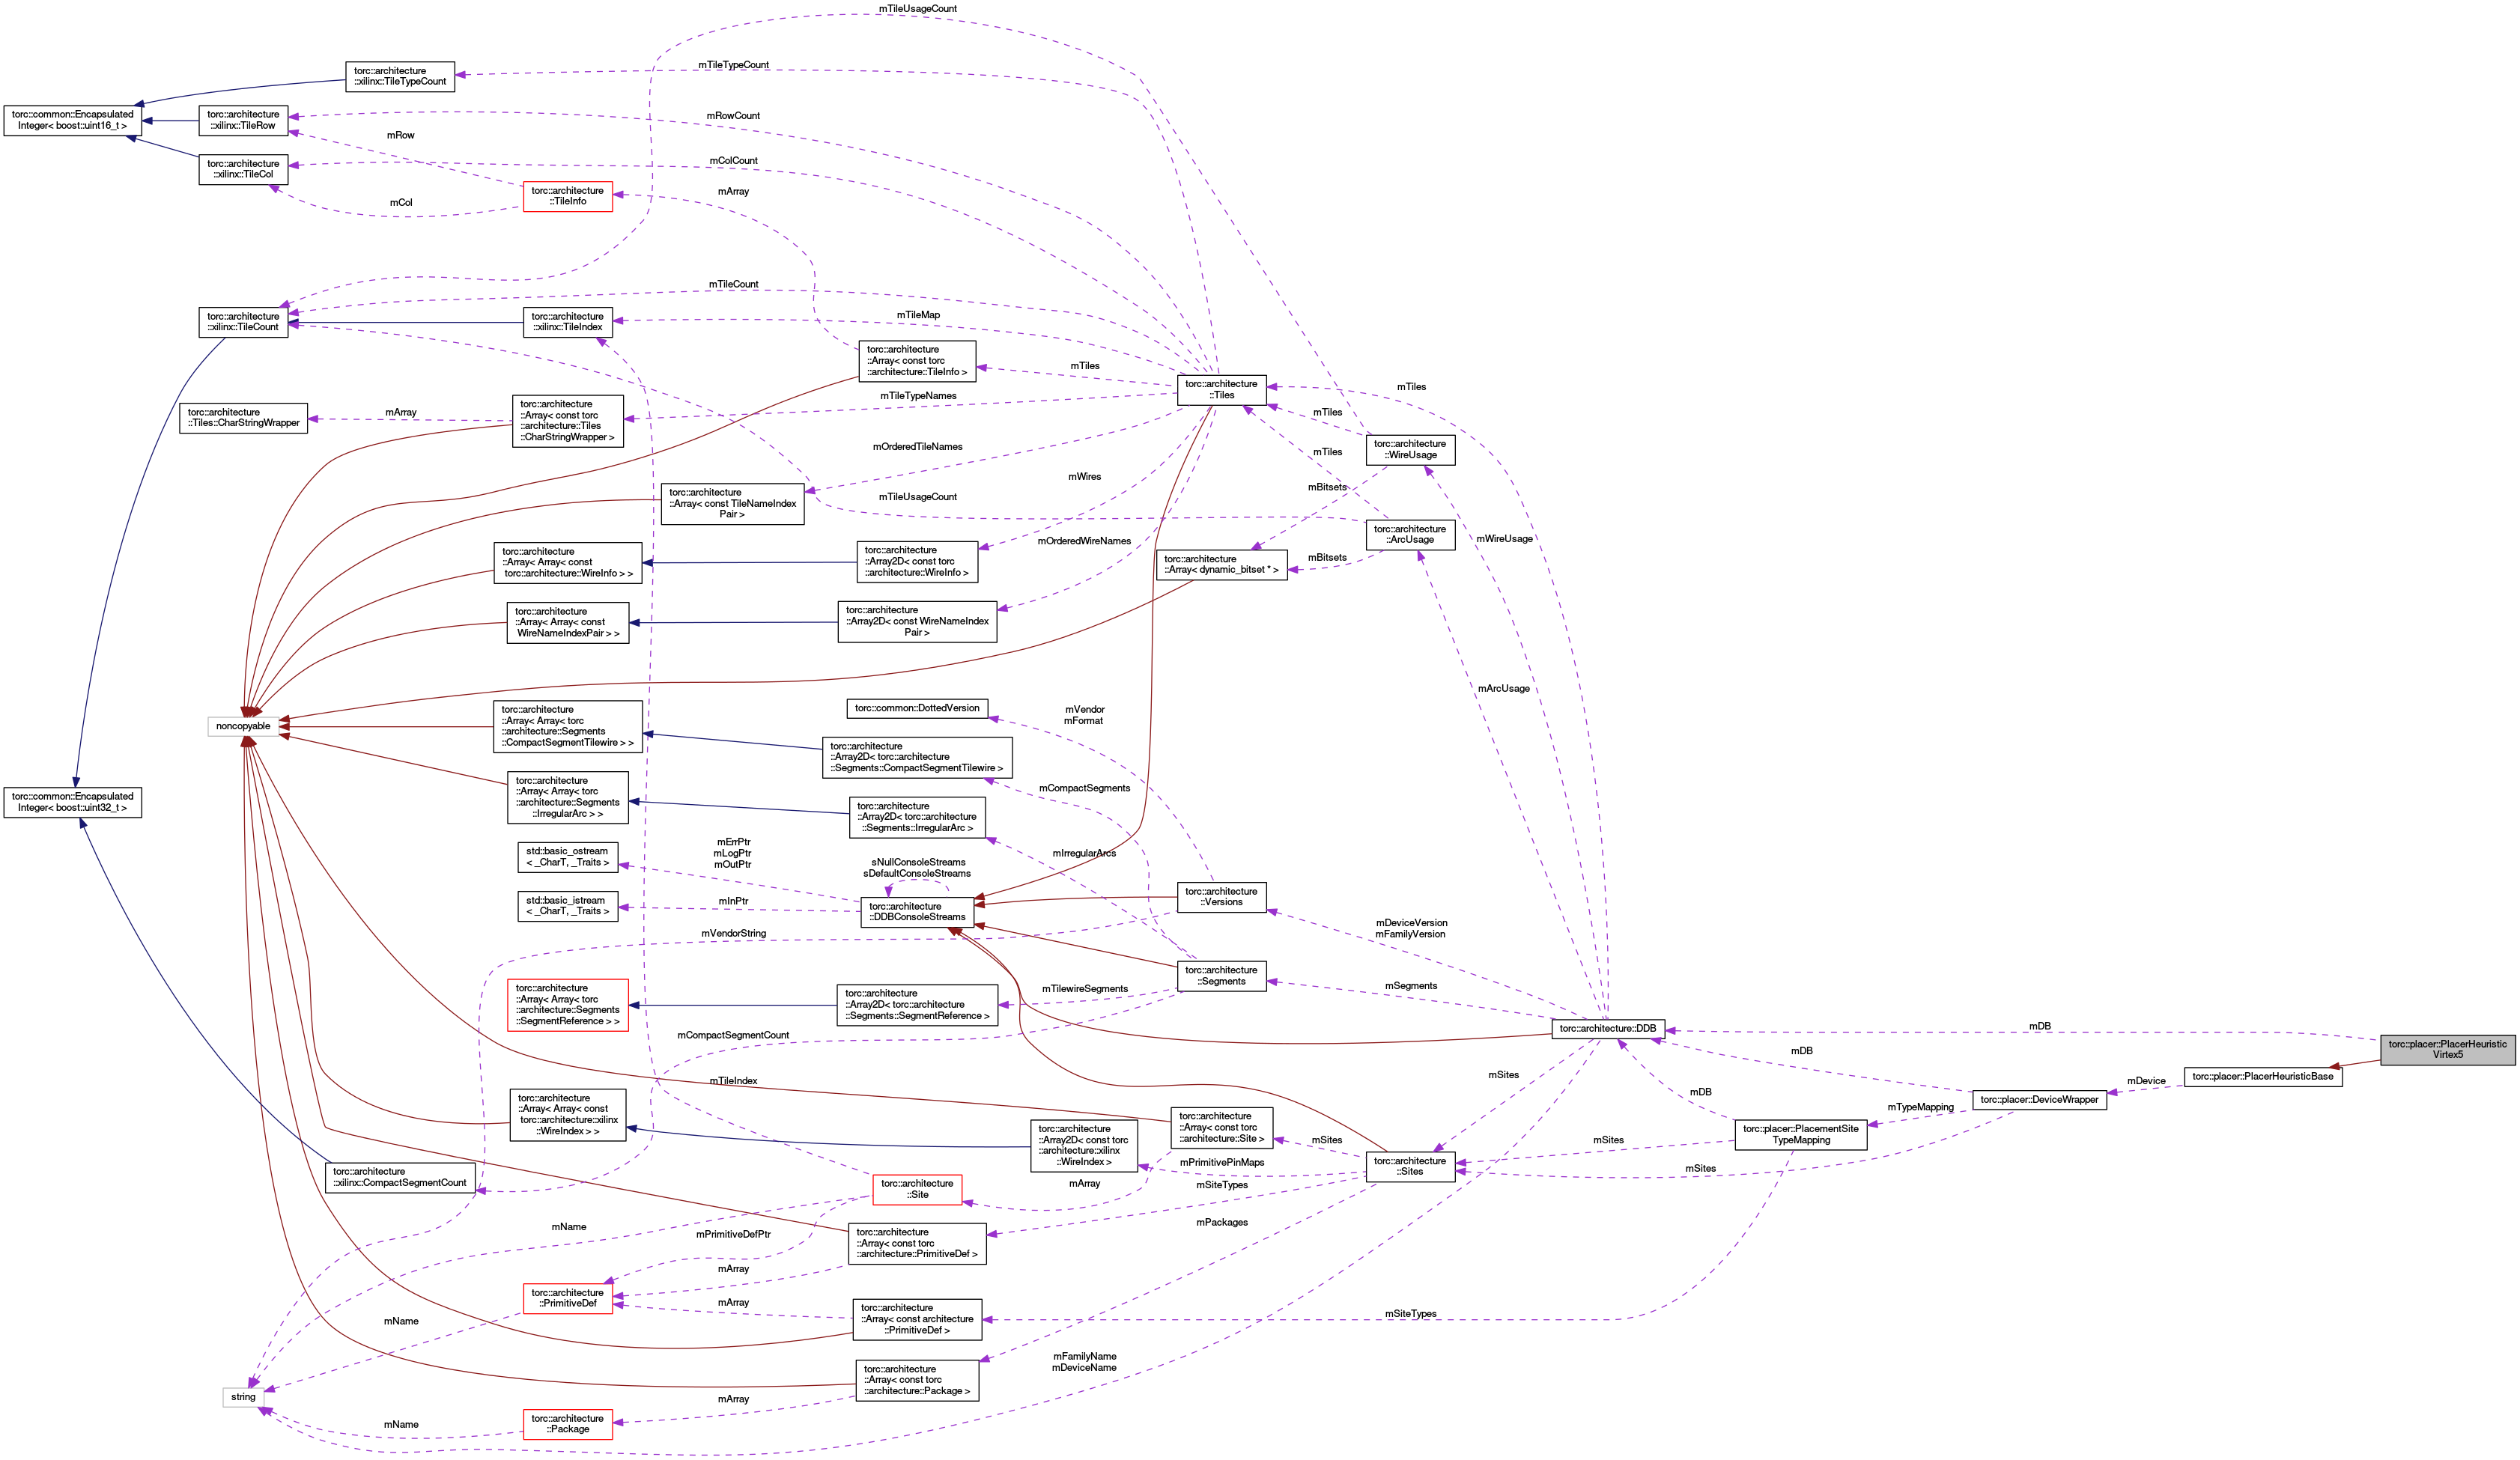 mTileUsageCount
mTileTypeCount
torc::architecture
::xilinx::TileTypeCount
torc::common::Encapsulated
Integer< boost::uint16_t >
torc::architecture
::xilinx::TileRow
mRowCount
mRow
torc::architecture
::xilinx::TileCol
mColCount
mCol
torc::architecture
::TileInfo
mArray
mTileCount
torc::architecture
::xilinx::TileCount
torc::architecture
::xilinx::TileIndex
mTileMap
torc::architecture
::Array< const torc
::architecture::TileInfo >
mTiles
torc::architecture
::Tiles
mTiles
torc::architecture
::Tiles::CharStringWrapper
mArray
torc::architecture
::Array< const torc
::architecture::Tiles
::CharStringWrapper >
mTileTypeNames
mTiles
torc::architecture
::WireUsage
mOrderedTileNames
mTiles
mWires
mBitsets
torc::architecture
::Array< const TileNameIndex
Pair >
mTileUsageCount
torc::architecture
::ArcUsage
mWireUsage
torc::architecture
::Array< Array< const
torc::architecture::WireInfo > >
torc::architecture
::Array2D< const torc
::architecture::WireInfo >
mOrderedWireNames
torc::architecture
::Array< dynamic_bitset * >
mBitsets
torc::architecture
::Array< Array< const
WireNameIndexPair > >
torc::architecture
::Array2D< const WireNameIndex
Pair >
mArcUsage
noncopyable
torc::architecture
::Array< Array< torc
::architecture::Segments
::CompactSegmentTilewire > >
torc::common::DottedVersion
mVendor
mFormat
torc::architecture
::Array2D< torc::architecture
::Segments::CompactSegmentTilewire >
mCompactSegments
torc::common::Encapsulated
Integer< boost::uint32_t >
torc::architecture
::Array< Array< torc
::architecture::Segments
::IrregularArc > >
torc::architecture
::Array2D< torc::architecture
::Segments::IrregularArc >
mIrregularArcs
std::basic_ostream
< _CharT, _Traits >
mErrPtr
mLogPtr
mOutPtr
sNullConsoleStreams
sDefaultConsoleStreams
std::basic_istream
< _CharT, _Traits >
mInPtr
torc::architecture
::DDBConsoleStreams
torc::architecture
::Versions
mVendorString
mDeviceVersion
mFamilyVersion
torc::architecture
::Segments
mSegments
torc::architecture
::Array< Array< torc
::architecture::Segments
::SegmentReference > >
torc::architecture
::Array2D< torc::architecture
::Segments::SegmentReference >
mTilewireSegments
mCompactSegmentCount
torc::architecture::DDB
mDB
torc::placer::PlacerHeuristic
Virtex5
mDB
torc::placer::PlacerHeuristicBase
mDevice
mTileIndex
mSites
mDB
torc::placer::DeviceWrapper
mTypeMapping
torc::architecture
::Array< Array< const
torc::architecture::xilinx
::WireIndex > >
torc::architecture
::Array2D< const torc
::architecture::xilinx
::WireIndex >
torc::architecture
::Array< const torc
::architecture::Site >
mSites
mPrimitivePinMaps
torc::architecture
::Sites
mSites
torc::placer::PlacementSite
TypeMapping
mSites
torc::architecture
::xilinx::CompactSegmentCount
torc::architecture
::Site
mArray
mSiteTypes
mName
mPrimitiveDefPtr
torc::architecture
::Array< const torc
::architecture::PrimitiveDef >
mPackages
mArray
torc::architecture
::PrimitiveDef
mArray
torc::architecture
::Array< const architecture
::PrimitiveDef >
mSiteTypes
mName
mFamilyName
mDeviceName
string
torc::architecture
::Array< const torc
::architecture::Package >
mArray
mName
torc::architecture
::Package